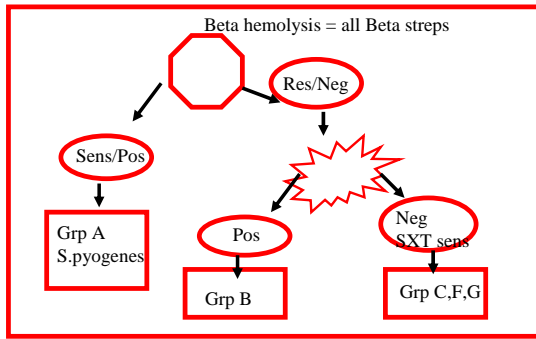 Beta hemolysis = all Beta streps
Res/Neg
Sens/Pos
Neg
SXT sens
Pos
Grp A
S.pyogenes
Grp B
Grp C,F,G